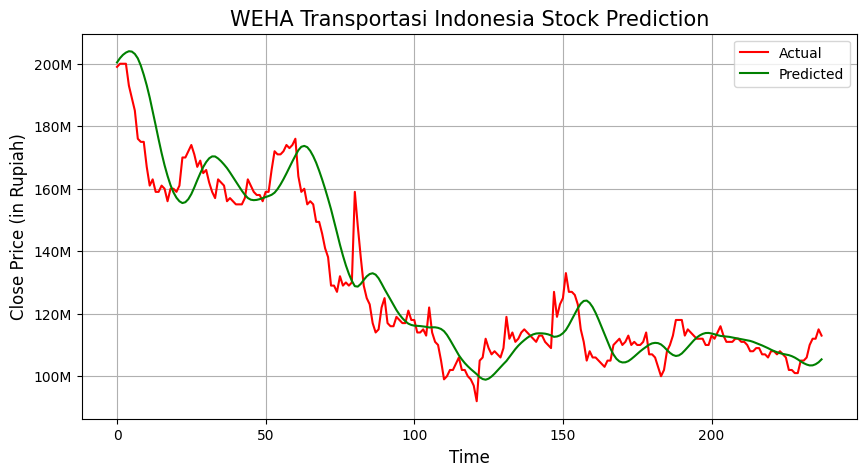 WEHA Transportasi Indonesia Stock Prediction
Actual
Predicted
Close Price (in Rupiah)
200M
180M
160M
140M
120M
100M
0
50
100
150
200
Time